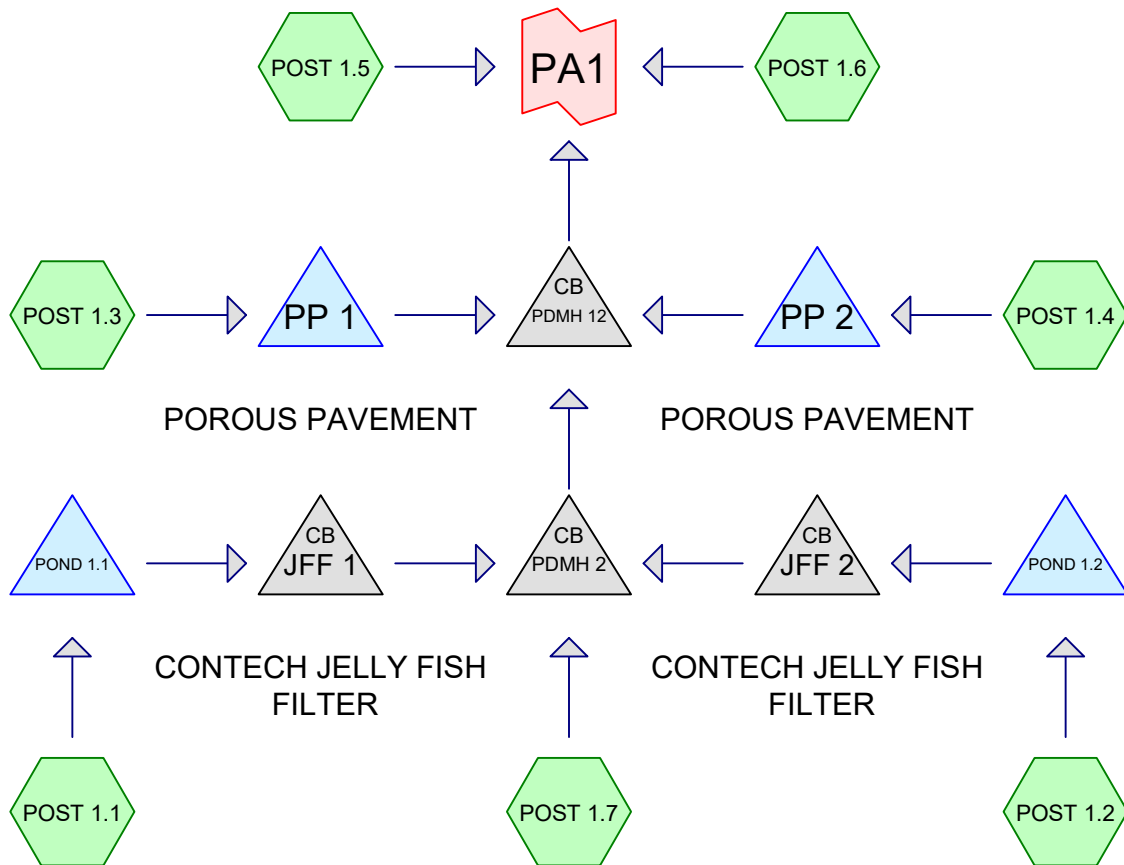 POST 1.5
PA1
POST 1.6
POST 1.3
PP 1
CB
PDMH 12
PP 2
POST 1.4
POROUS PAVEMENT
POROUS PAVEMENT
POND 1.1
CB
JFF 1
CB
PDMH 2
CB
JFF 2
POND 1.2
CONTECH JELLY FISH
FILTER
CONTECH JELLY FISH
FILTER
POST 1.1
POST 1.7
POST 1.2